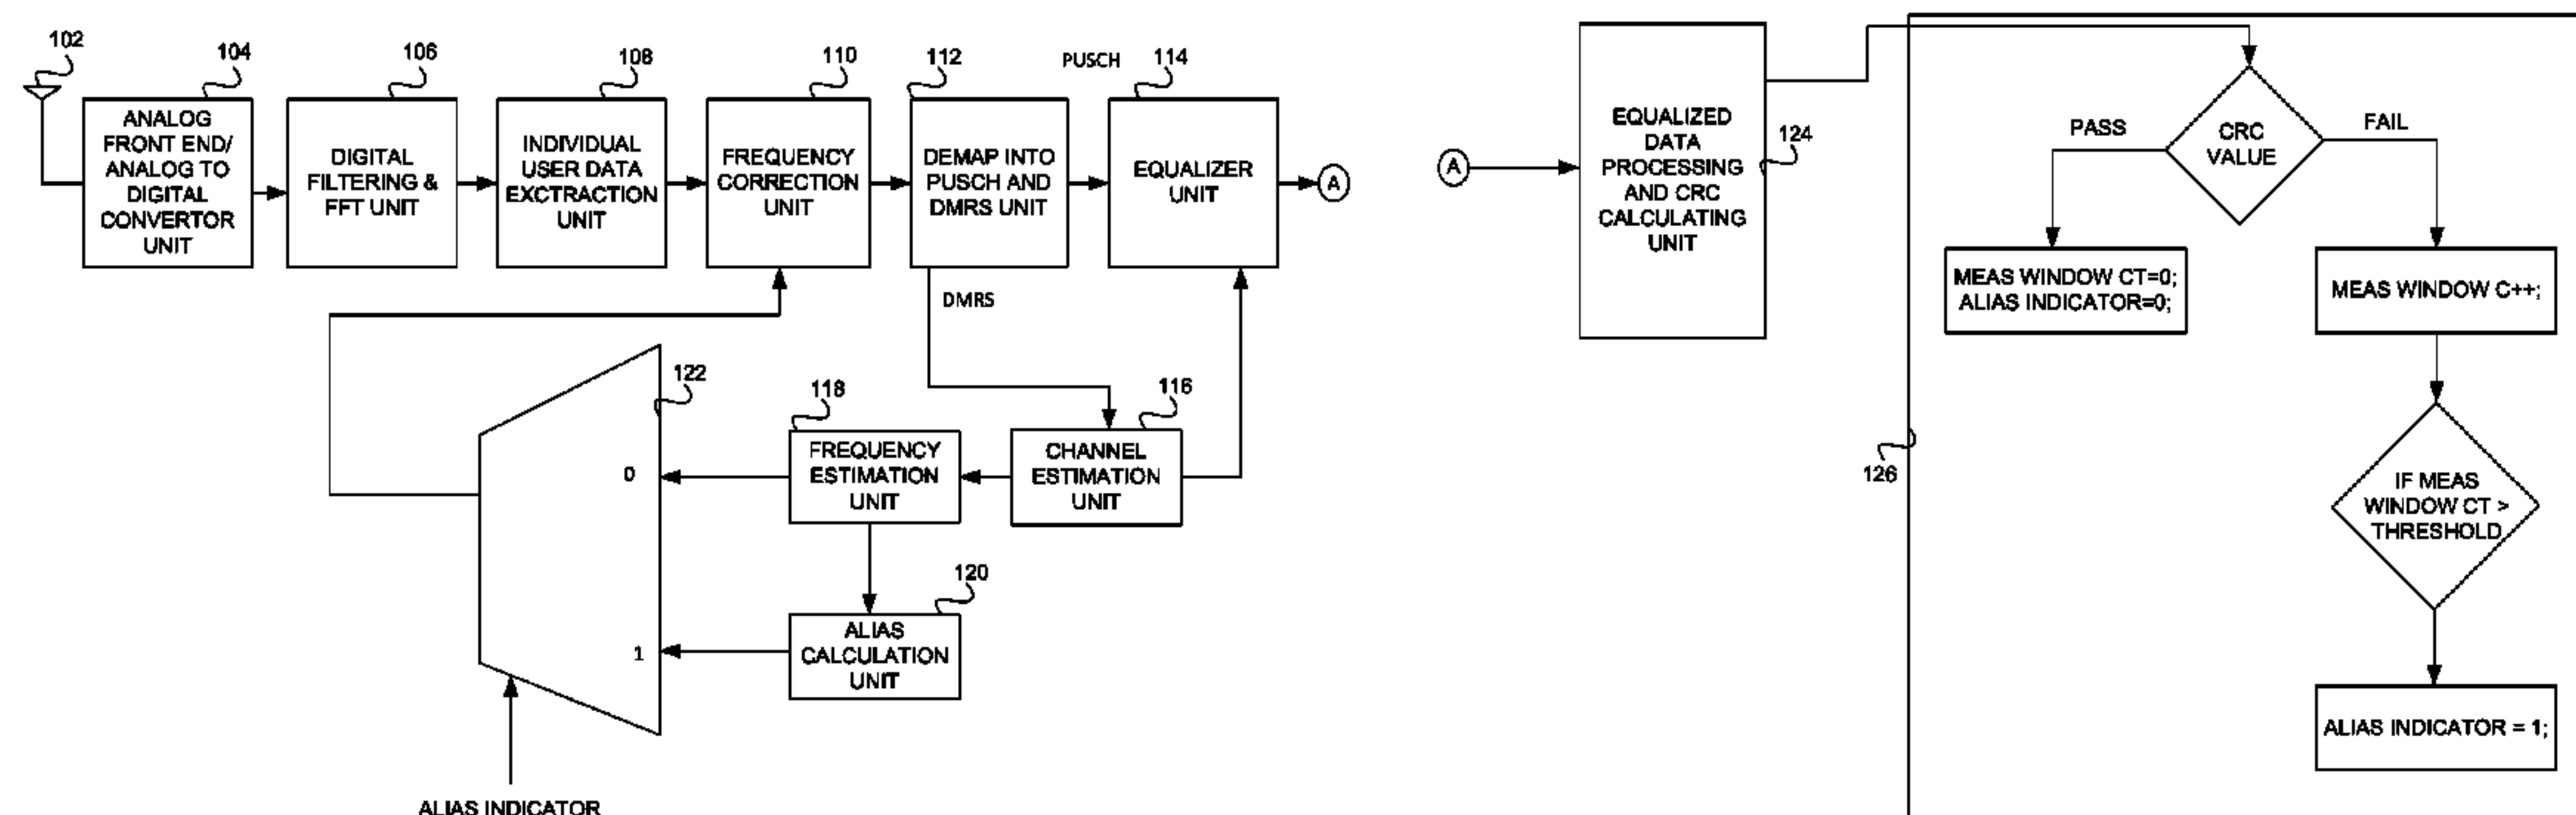 102
104
106
108
110
112
PUSCH
114
ANALOG
FRONT END/
ANALOG TO
DIGITAL
CONVERTOR
UNIT
DIGITAL
FILTERING &
FFT UNIT
INDIVIDUAL
USER DATA
EXCTRACTION
UNIT
FREQUENCY
CORRECTION
UNIT
DEMAP INTO
PUSCH AND
DMRS UNIT
EQUALIZER
UNIT
A
DMRS
122
118
116
0
FREQUENCY
ESTIMATION
UNIT
CHANNEL
ESTIMATION
UNIT
120
1
ALIAS
CALCULATION
UNIT
ALIAS INDICATOR
A
EQUALIZED
DATA
PROCESSING
AND CRC
CALCULATING
UNIT
124
126
CRC
VALUE
PASS
FAIL
MEAS WINDOW CT=0;
ALIAS INDICATOR=0;
MEAS WINDOW C++;
IF MEAS
WINDOW CT >
THRESHOLD
ALIAS INDICATOR = 1;